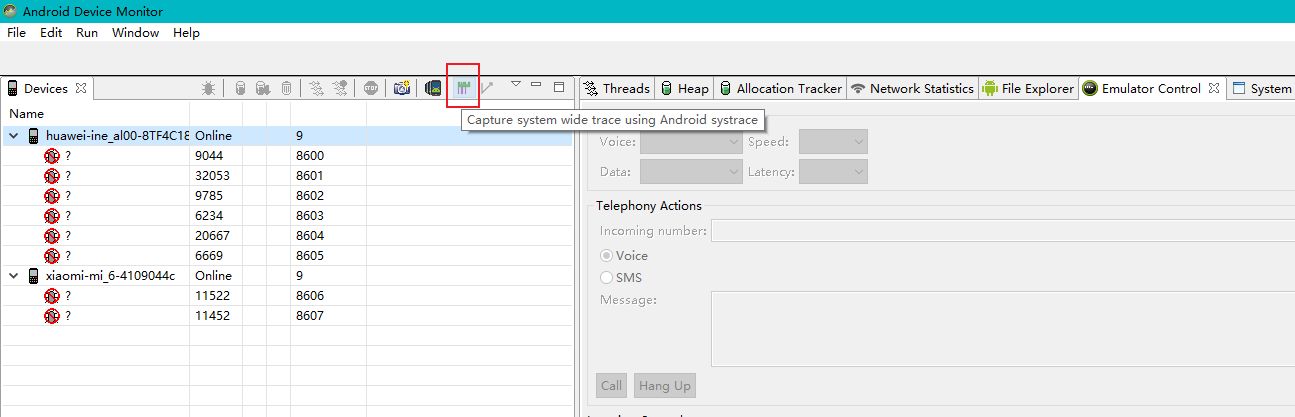 Android Device Monitor
File Edit Run Window Help
Devices
Threads Heap Allocation Tracker Network Statistics File Explorer Emulator Control System
STOP
Name
Capture system wide trace using Android systrace
huawei-ine_al00-8TF4C18 Online 9
? 9044 8600
? 32053 8601
? 9785 8602
? 6234 8603
? 20667 8604
? 6669 8605
xiaomi-mi_6-4109044c Online 9
? 11522 8606
? 11452 8607
Voice: Speed:
Data: Latency:
Telephony Actions
Incoming number:
Voice
SMS
Message:
Call Hang Up